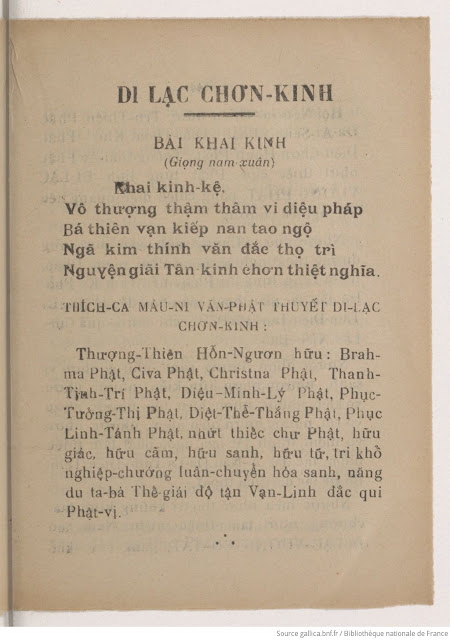 DI LẠC CHƠN-KINH
BÀI KHAI KINH
(Giọng nam-xuân)
Khai kinh-kệ.
Vô thượng thậm thâm vi diệu pháp
Bá thiên vạn kiếp nan tao ngộ
Ngã kim thính văn đắc thọ trì
Nguyện giải Tân kinh chơn thiệt nghĩa.
THÍCH-CA MÂU-NI VĂN-PHẬT THUYẾT DI-LẠC
CHƠN-KINH :
Thượng-Thiên Hỗn-Ngươn hữu : Brah-
ma Phật, Civa Phật, Christna Phật, Thanh-
Tịnh-Trí Phật, Diệu-Minh-Lý Phật, Phục-
Tưởng-Thị Phật, Diệt-Thể-Thắng Phật, Phục
Linh-Tánh Phật, nhứt thiếc chư Phật, hữu
giác, hữu cảm, hữu sanh, hữu tử, tri khổ
nghiệp-chướng luân-chuyển hóa sanh, năng
du ta-bà Thế-giái độ tận Vạn-Linh đắc qui
Phật-vị.
Source gallica.bnf.fr / Bibliothèque nationale de France